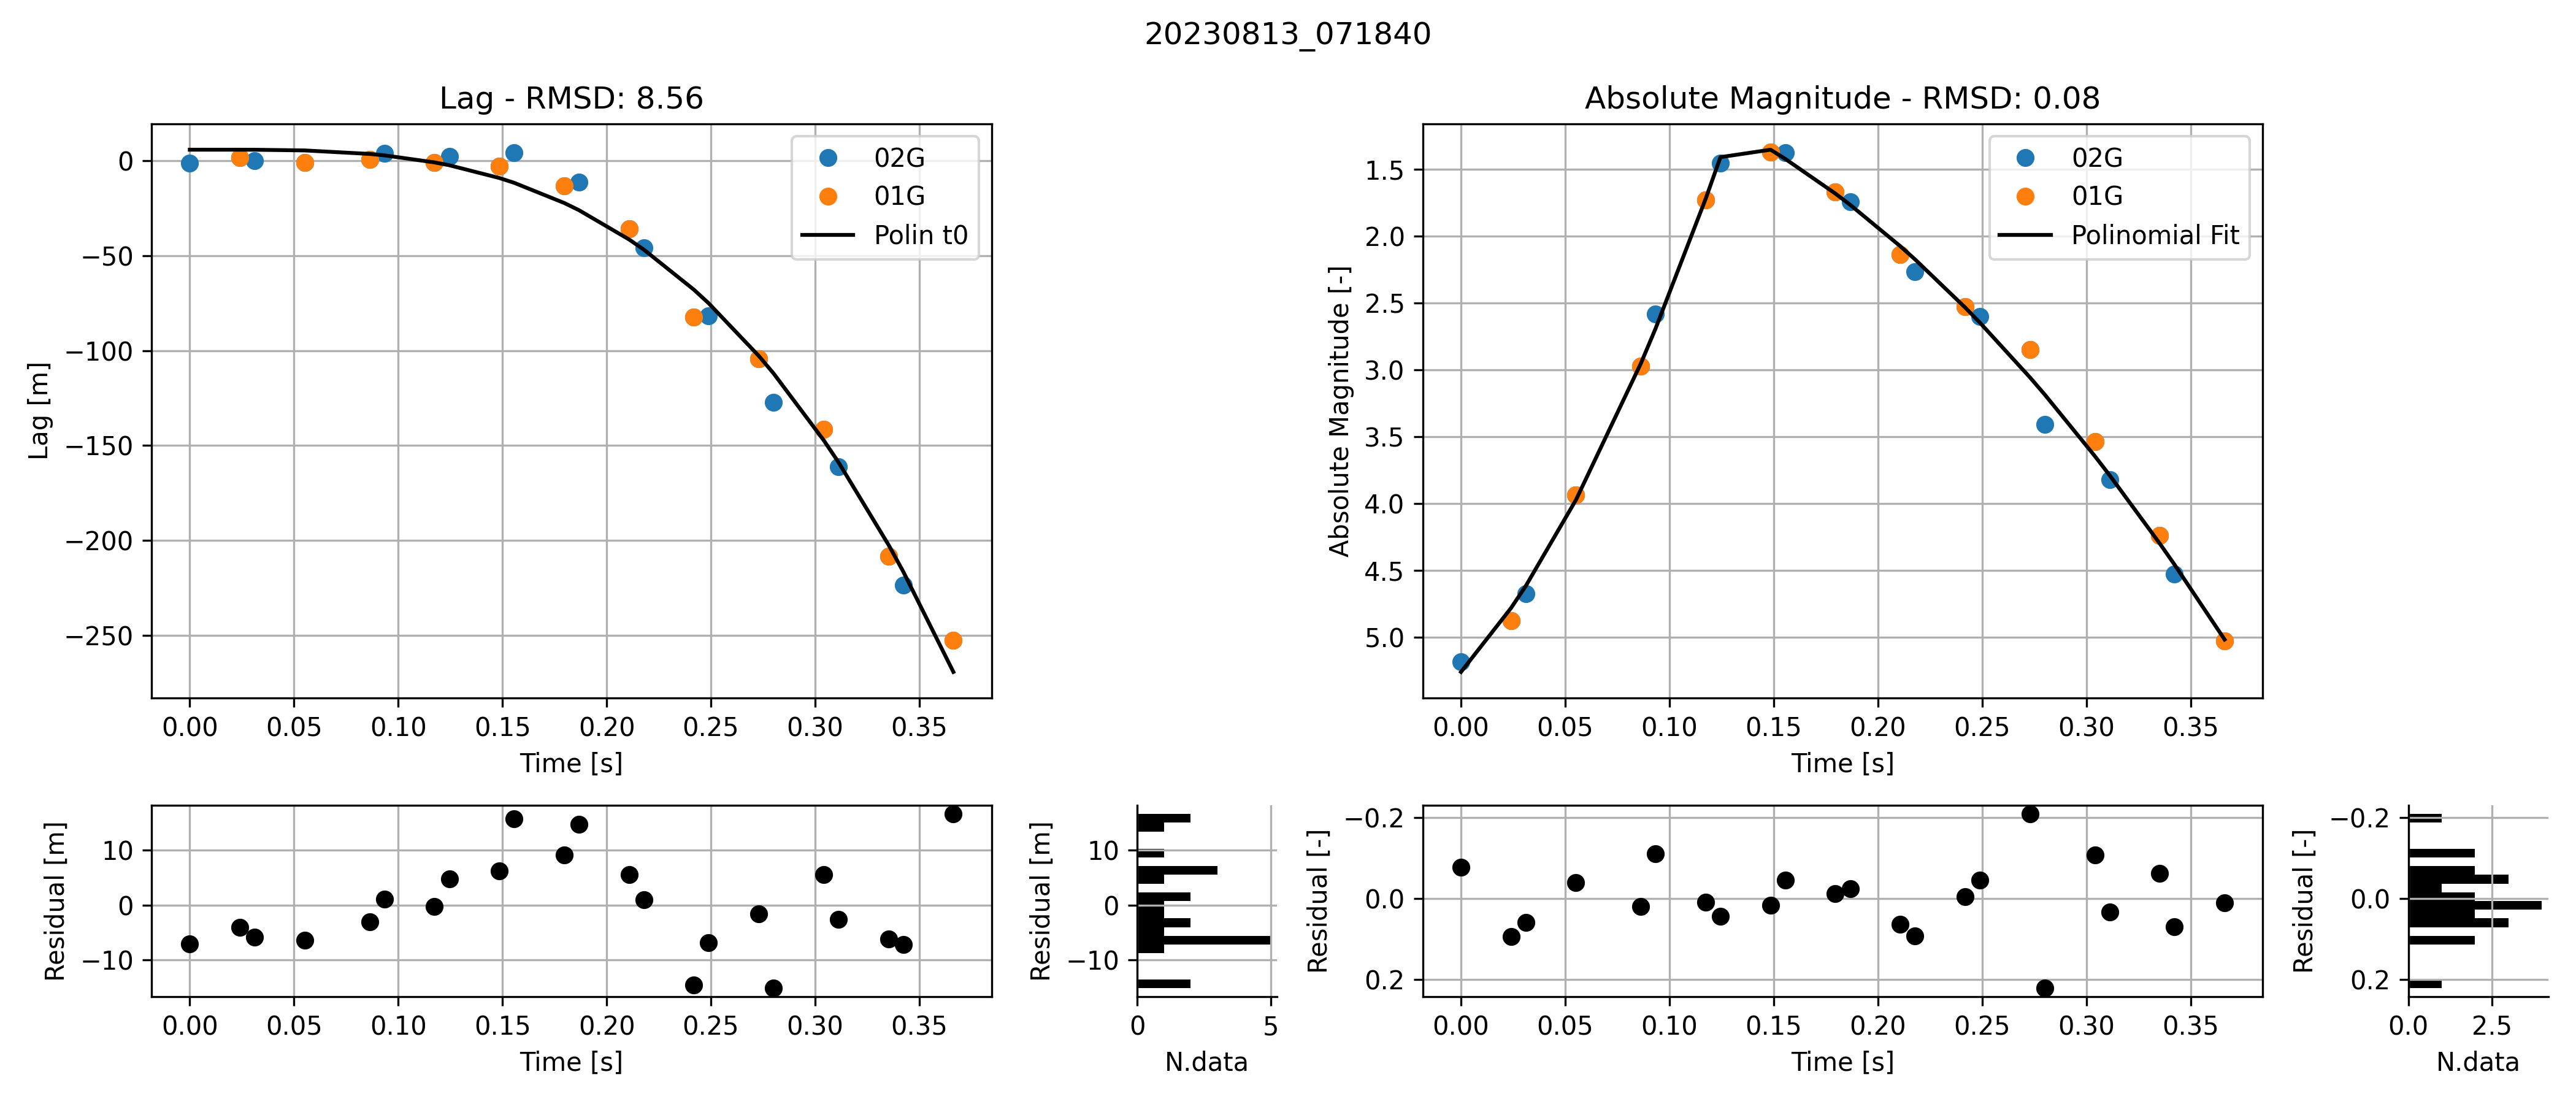 20230813_071840
Lag - RMSD: 8.56
02G
01G
Polin t0
Lag [m]
0
−50
−100
−150
−200
−250
0.00 0.05 0.10 0.15 0.20 0.25 0.30 0.35
Time [s]
Absolute Magnitude - RMSD: 0.08
02G
01G
Polinomial Fit
Absolute Magnitude [-]
1.5
2.0
2.5
3.0
3.5
4.0
4.5
5.0
0.00 0.05 0.10 0.15 0.20 0.25 0.30 0.35
Time [s]
Residual [m]
10
0
−10
0.00 0.05 0.10 0.15 0.20 0.25 0.30 0.35
Time [s]
Residual [m]
10
0
−10
0 5
N.data
Residual [-]
−0.2
0.0
0.2
0.00 0.05 0.10 0.15 0.20 0.25 0.30 0.35
Time [s]
Residual [-]
−0.2
0.0
0.2
0.0 2.5
N.data